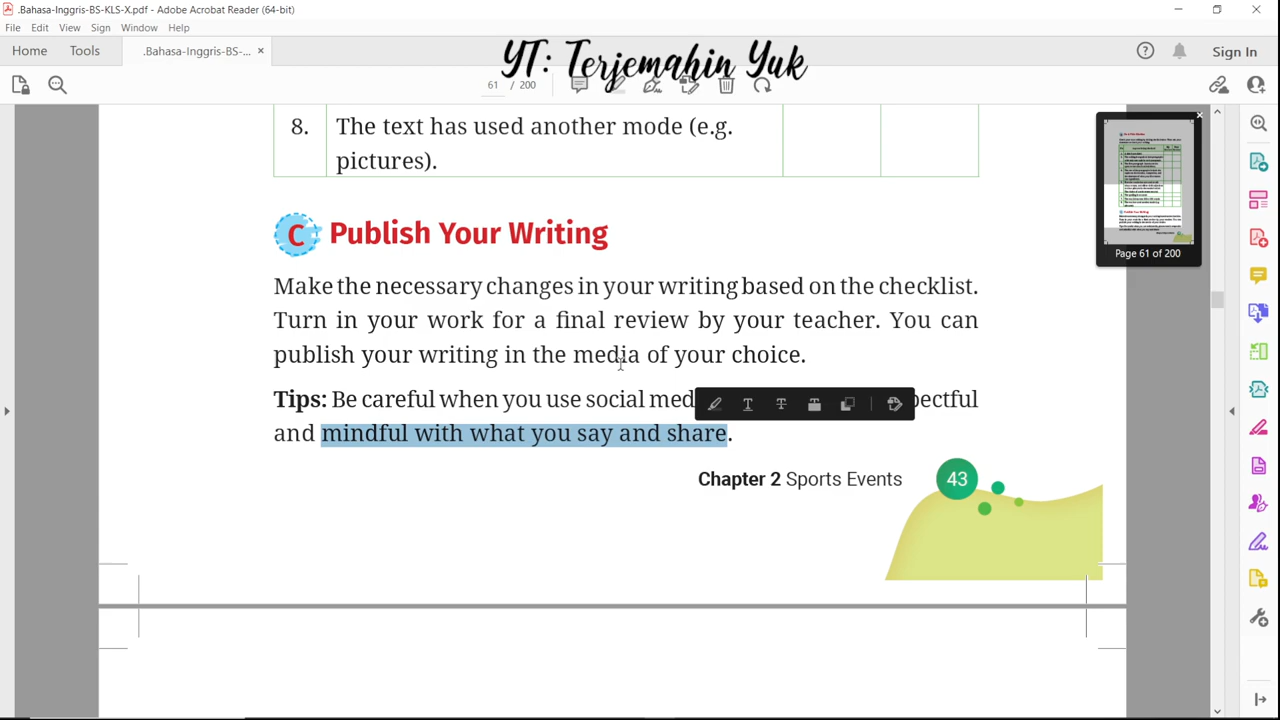 .Bahasa-Inggris-BS-KLS-X.pdf - Adobe Acrobat Reader (64-bit)
File Edit View Sign Window Help
Home Tools .Bahasa-Inggris-BS-... × Sign In
YT: Terjemahin Yuk
61 / 200
8. The text has used another mode (e.g.
pictures).
C Publish Your Writing
Make the necessary changes in your writing based on the checklist.
Turn in your work for a final review by your teacher. You can
publish your writing in the media of your choice.
Tips: Be careful when you use social med pectful
and mindful with what you say and share.
Chapter 2 Sports Events 43
Page 61 of 200